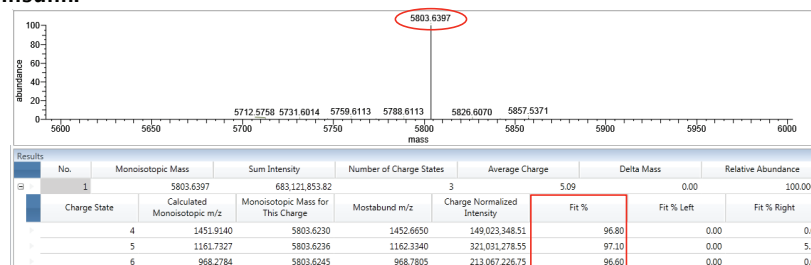 5803.6397
100
80
60
40
20
0
abundance
5712.5758 5731.6014 5759.6113 5788.6113 5826.6070 5857.5371
5600 5650 5700 5750 5800 5850 5900 5950 6000
mass
Results
No. Monoisotopic Mass Sum Intensity Number of Charge States Average Charge Delta Mass Relative Abundance
1 5803.6397 683,121,853.82 3 5.09 0.00 100.00
Charge State Calculated Monoisotopic m/z Monoisotopic Mass for This Charge Mostabund m/z Charge Normalized Intensity Fit % Fit % Left Fit % Right
4 1451.9140 5803.6230 1452.6650 149,023,348.51 96.80 0.00
5 1161.7327 5803.6236 1162.3340 321,031,278.55 97.10 0.00
6 968.2784 5803.6245 968.7805 213,067,226.75 96.60 0.00